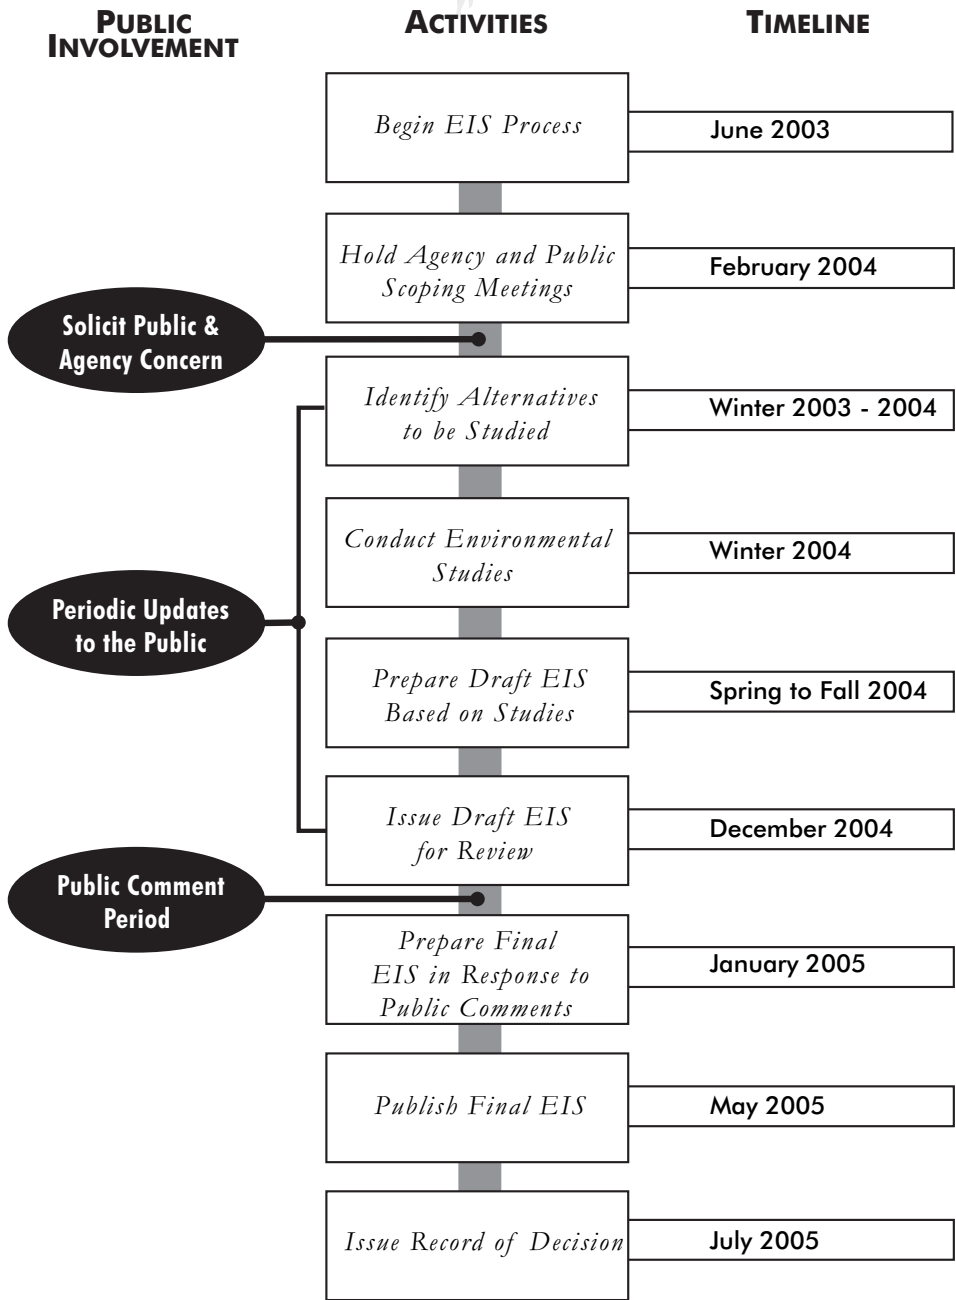 PUBLIC
INVOLVEMENT
ACTIVITIES
TIMELINE
Begin EIS Process
June 2003
Hold Agency and Public
Scoping Meetings
February 2004
Solicit Public &
Agency Concern
Identify Alternatives
to be Studied
Winter 2003 - 2004
Conduct Environmental
Studies
Winter 2004
Periodic Updates
to the Public
Prepare Draft EIS
Based on Studies
Spring to Fall 2004
Issue Draft EIS
for Review
December 2004
Public Comment
Period
Prepare Final
EIS in Response to
Public Comments
January 2005
Publish Final EIS
May 2005
Issue Record of Decision
July 2005